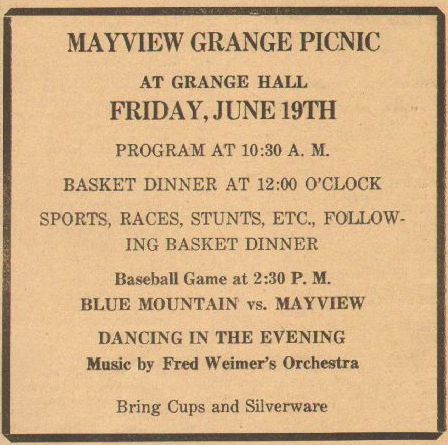 MAYVIEW GRANGE PICNIC
AT GRANGE HALL
FRIDAY, JUNE 19TH
PROGRAM AT 10:30 A. M.
BASKET DINNER AT 12:00 O'CLOCK
SPORTS, RACES, STUNTS, ETC., FOLLOW-
ING BASKET DINNER
Baseball Game at 2:30 P. M.
BLUE MOUNTAIN vs. MAYVIEW
DANCING IN THE EVENING
Music by Fred Weimer's Orchestra
Bring Cups and Silverware